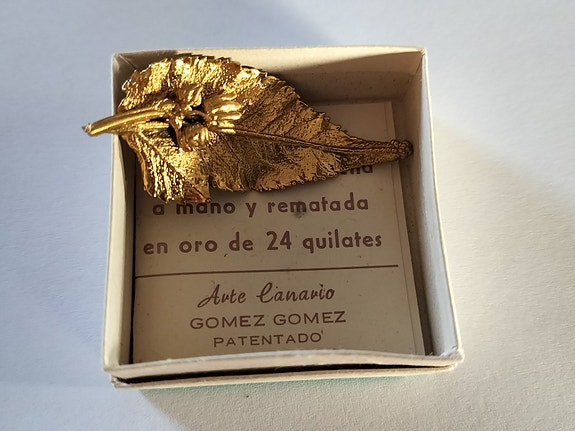 a mano y rematada
en oro de 24 quilates
Arte Canario
GOMEZ GOMEZ
PATENTADO